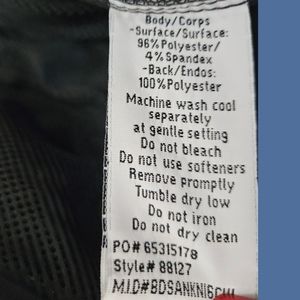 Body/Corps
-Surface/Surface:
96%Polyester/
4%Spandex
-Back/Endos:
100%Polyester
Machine wash cool
separately
at gentle setting
Do not bleach
Do not use softeners
Remove promptly
Tumble dry low
Do not iron
Do not dry clean
PO# 65315178
Style# 88127